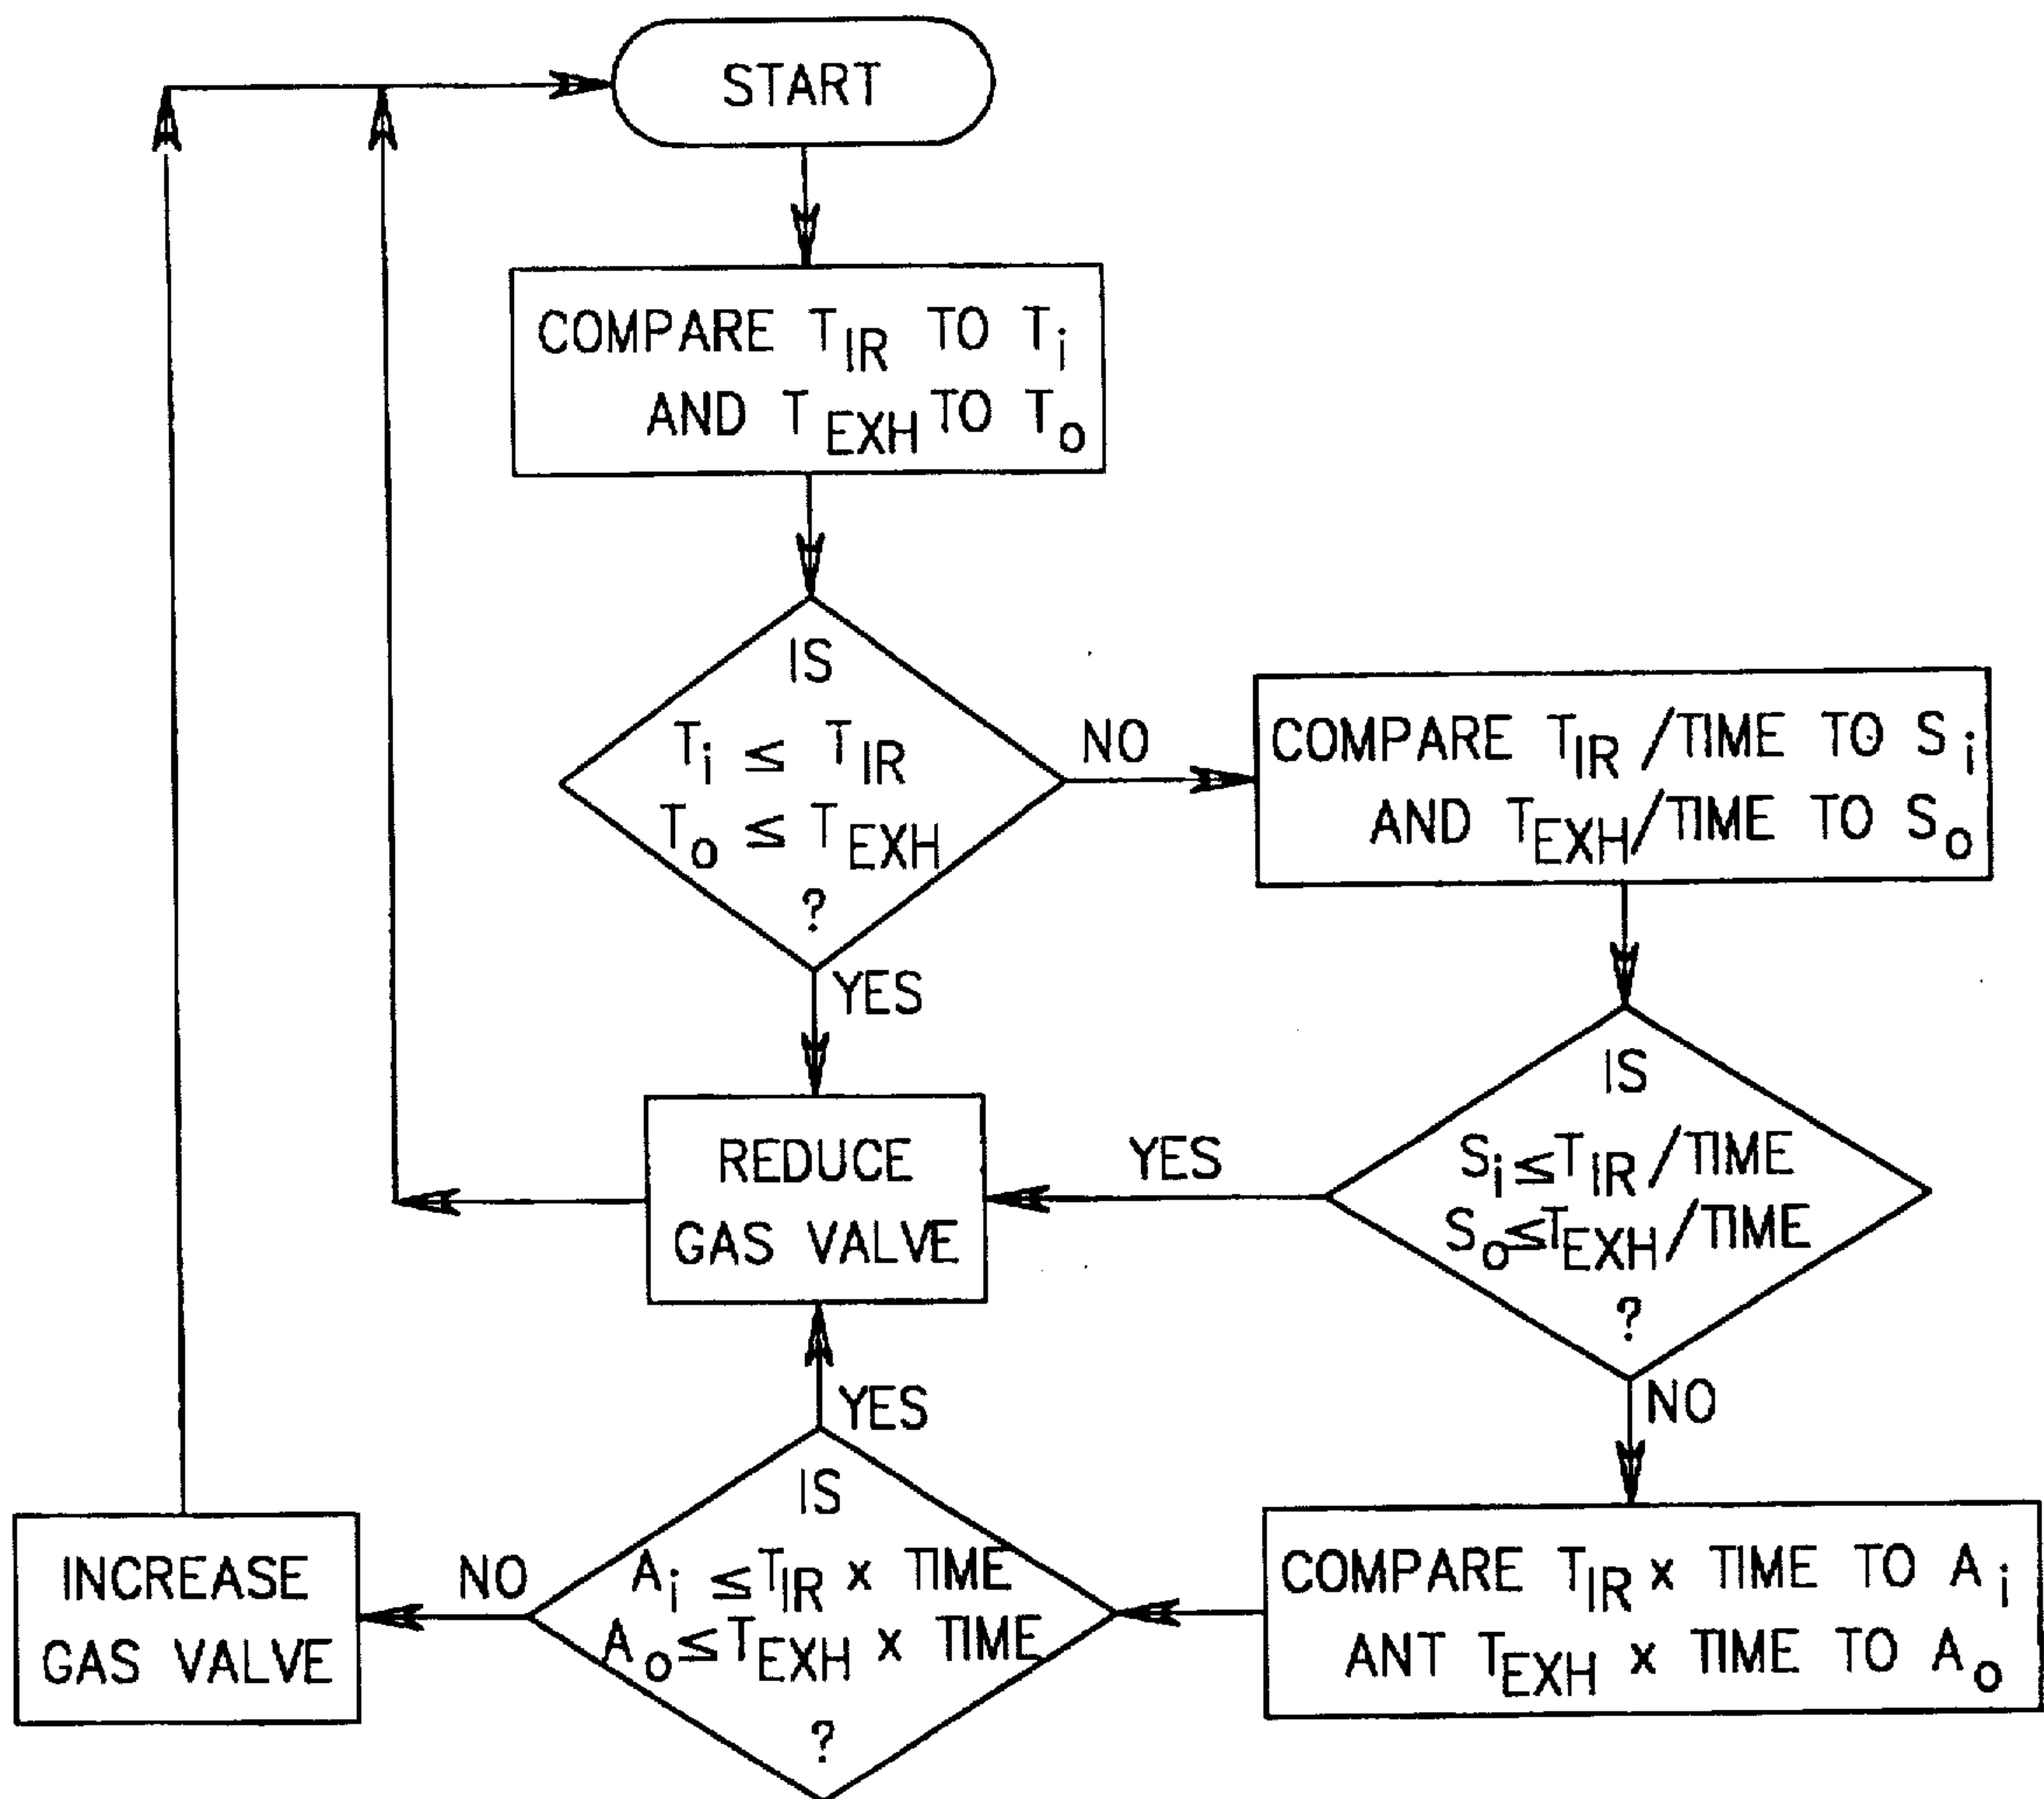 START
COMPARE T_IR TO T_i
AND T_EXH TO T_o
IS
T_i ≤ T_IR
T_o ≤ T_EXH
?
NO
YES
COMPARE T_IR /TIME TO S_i
AND T_EXH/TIME TO S_o
IS
S_i ≤ T_IR /TIME
S_o ≤ T_EXH/TIME
?
YES
NO
REDUCE
GAS VALVE
COMPARE T_IR x TIME TO A_i
ANT T_EXH x TIME TO A_o
IS
A_i ≤ T_IR x TIME
A_o ≤ T_EXH x TIME
?
YES
NO
INCREASE
GAS VALVE